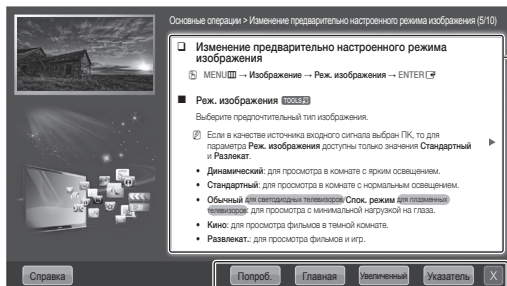 Основные операции > Изменение предварительно настроенного режима изображения (5/10)
❑ Изменение предварительно настроенного режима
изображения
MENU → Изображение → Реж. изображения → ENTER
■ Реж. изображения TOOLS
Выберите предпочтительный тип изображения.
Если в качестве источника входного сигнала выбран ПК, то для
параметра Реж. изображения доступны только значения Стандартный
и Разлекат.
• Динамический: для просмотра в комнате с ярким освещением.
• Стандартный: для просмотра в комнате с нормальным освещением.
• Обычный для светодиодных телевизоров/Спок. режим для плазменных
телевизоров: для просмотра с минимальной нагрузкой на глаза.
• Кино: для просмотра фильмов в темной комнате.
• Развлекат.: для просмотра фильмов и игр.
Справка Попроб. Главная Увеличенный Указатель X